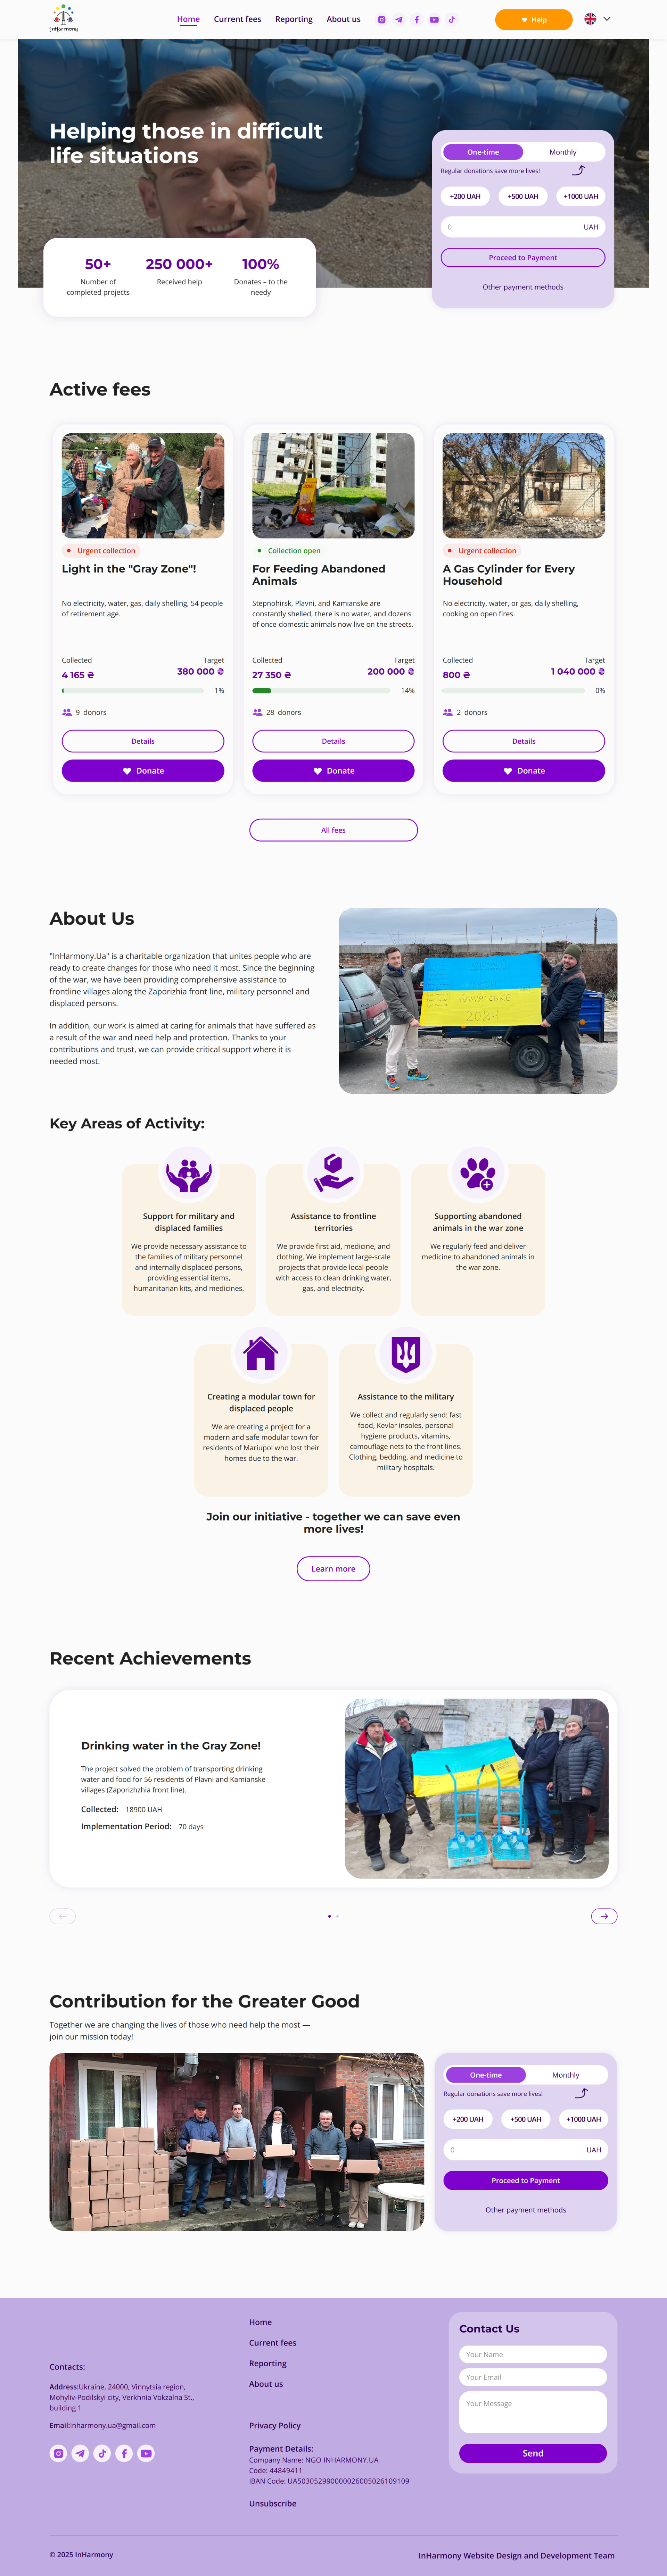 InHarmony
Home
Current fees
Reporting
About us
Help
Helping those in difficult
life situations
50+
Number of
completed projects
250 000+
Received help
100%
Donates – to the
needy
One-time
Monthly
Regular donations save more lives!
+200 UAH
+500 UAH
+1000 UAH
0
UAH
Proceed to Payment
Other payment methods
Active fees
Urgent collection
Light in the "Gray Zone"!
No electricity, water, gas, daily shelling, 54 people
of retirement age.
Collected
Target
4 165 ₴
380 000 ₴
1%
9 donors
Details
Donate
Collection open
For Feeding Abandoned
Animals
Stepnohirsk, Plavni, and Kamianske are
constantly shelled, there is no water, and dozens
of once-domestic animals now live on the streets.
Collected
Target
27 350 ₴
200 000 ₴
14%
28 donors
Details
Donate
Urgent collection
A Gas Cylinder for Every
Household
No electricity, water, or gas, daily shelling,
cooking on open fires.
Collected
Target
800 ₴
1 040 000 ₴
0%
2 donors
Details
Donate
All fees
About Us
"InHarmony.Ua" is a charitable organization that unites people who are
ready to create changes for those who need it most. Since the beginning
of the war, we have been providing comprehensive assistance to
frontline villages along the Zaporizhia front line, military personnel and
displaced persons.
In addition, our work is aimed at caring for animals that have suffered as
a result of the war and need help and protection. Thanks to your
contributions and trust, we can provide critical support where it is
needed most.
2024
Key Areas of Activity:
Support for military and
displaced families
We provide necessary assistance to
the families of military personnel
and internally displaced persons,
providing essential items,
humanitarian kits, and medicines.
Assistance to frontline
territories
We provide first aid, medicine, and
clothing. We implement large-scale
projects that provide local people
with access to clean drinking water,
gas, and electricity.
Supporting abandoned
animals in the war zone
We regularly feed and deliver
medicine to abandoned animals in
the war zone.
Creating a modular town for
displaced people
We are creating a project for a
modern and safe modular town for
residents of Mariupol who lost their
homes due to the war.
Assistance to the military
We collect and regularly send: fast
food, Kevlar insoles, personal
hygiene products, vitamins,
camouflage nets to the front lines.
Clothing, bedding, and medicine to
military hospitals.
Join our initiative - together we can save even
more lives!
Learn more
Recent Achievements
Drinking water in the Gray Zone!
The project solved the problem of transporting drinking
water and food for 56 residents of Plavni and Kamianske
villages (Zaporizhzhia front line).
Collected: 18900 UAH
Implementation Period: 70 days
Contribution for the Greater Good
Together we are changing the lives of those who need help the most —
join our mission today!
One-time
Monthly
Regular donations save more lives!
+200 UAH
+500 UAH
+1000 UAH
0
UAH
Proceed to Payment
Other payment methods
Contacts:
Address:Ukraine, 24000, Vinnytsia region,
Mohyliv-Podilskyi city, Verkhnia Vokzalna St.,
building 1
Email:Inharmony.ua@gmail.com
Home
Current fees
Reporting
About us
Privacy Policy
Payment Details:
Company Name: NGO INHARMONY.UA
Code: 44849411
IBAN Code: UA503052990000026005026109109
Unsubscribe
Contact Us
Your Name
Your Email
Your Message
Send
© 2025 InHarmony
InHarmony Website Design and Development Team